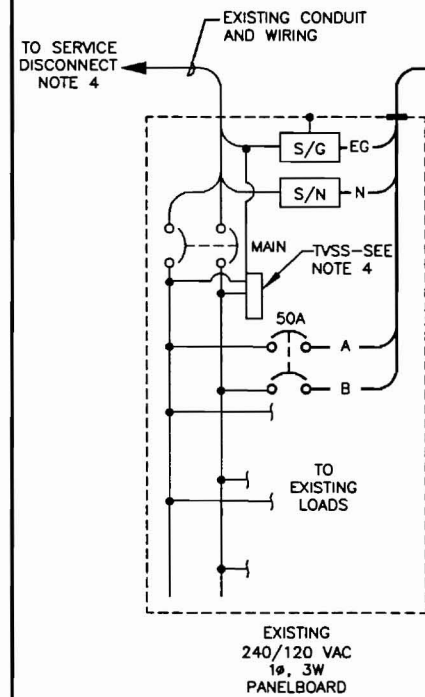 EXISTING CONDUIT
AND WIRING
TO SERVICE
DISCONNECT
NOTE 4
S/G
EG
S/N
N
MAIN
TVSS-SEE
NOTE 4
50A
A
B
TO
EXISTING
LOADS
EXISTING
240/120 VAC
1ø, 3W
PANELBOARD